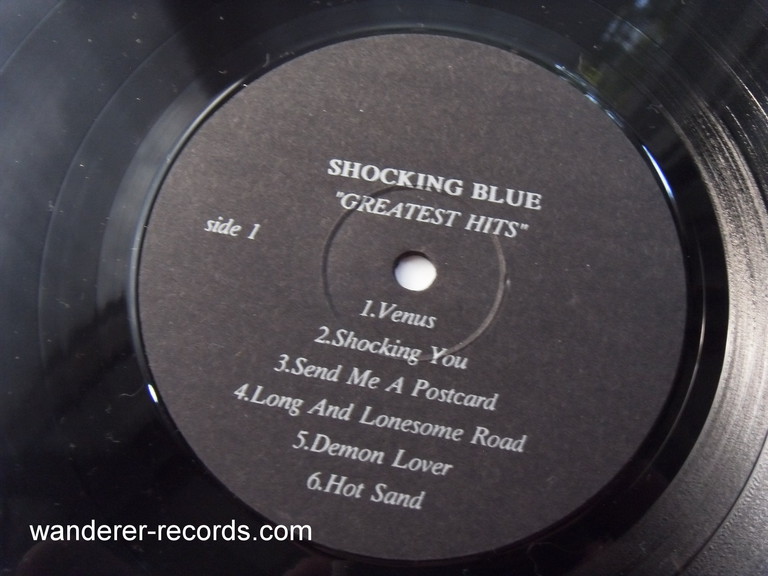 SHOCKING BLUE
"GREATEST HITS"
side 1
1.Venus
2.Shocking You
3.Send Me A Postcard
4.Long And Lonesome Road
5.Demon Lover
6.Hot Sand
wanderer-records.com